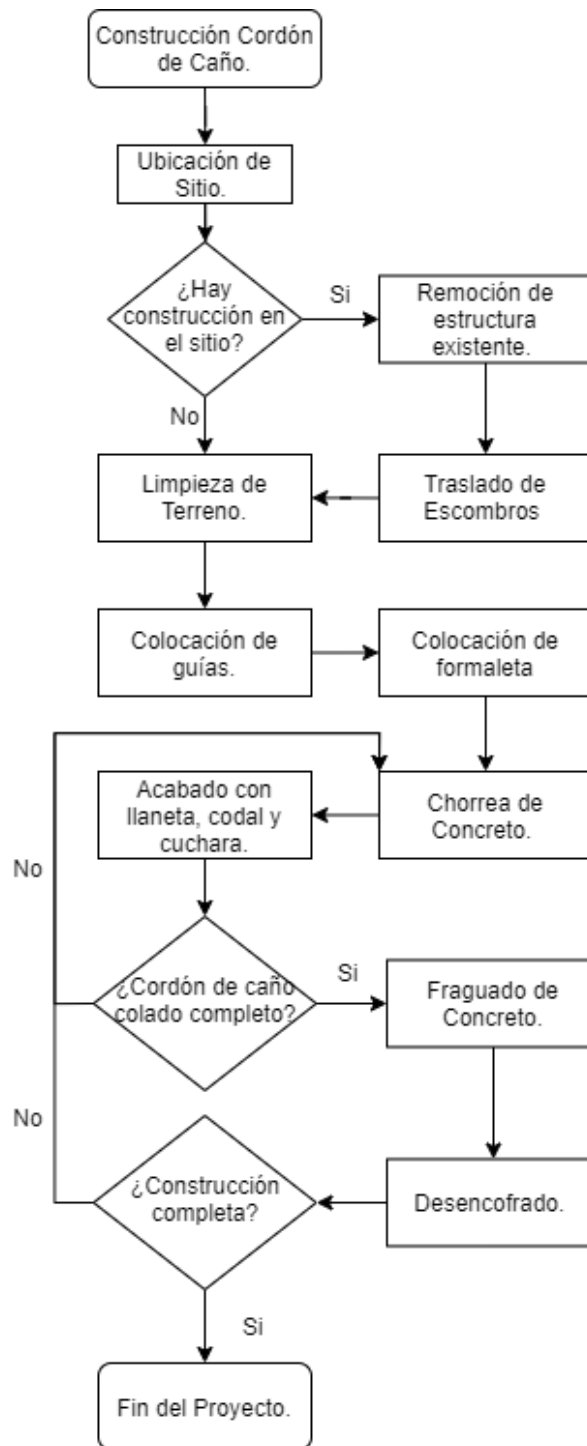 Construcción Cordón
de Caño.
Ubicación de
Sitio.
¿Hay
construcción en
el sitio?
Si
Remoción de
estructura
existente.
No
Limpieza de
Terreno.
Traslado de
Escombros
Colocación de
guías.
Colocación de
formaleta
Acabado con
llaneta, codal y
cuchara.
Chorrea de
Concreto.
No
¿Cordón de caño
colado completo?
Si
Fraguado de
Concreto.
No
¿Construcción
completa?
Desencofrado.
Si
Fin del Proyecto.